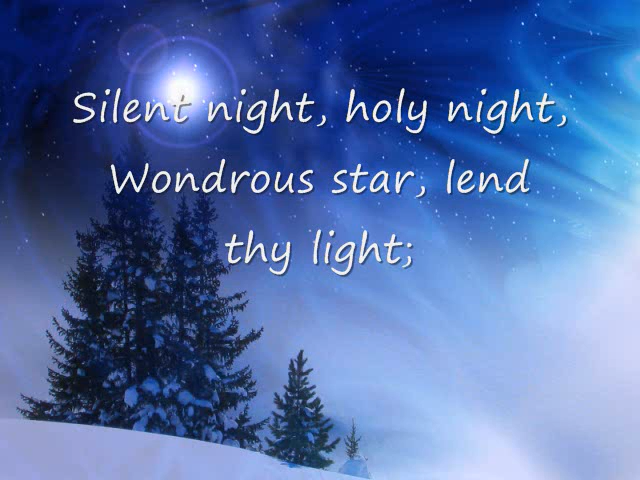 Silent night, holy night,
Wondrous star, lend
thy light;